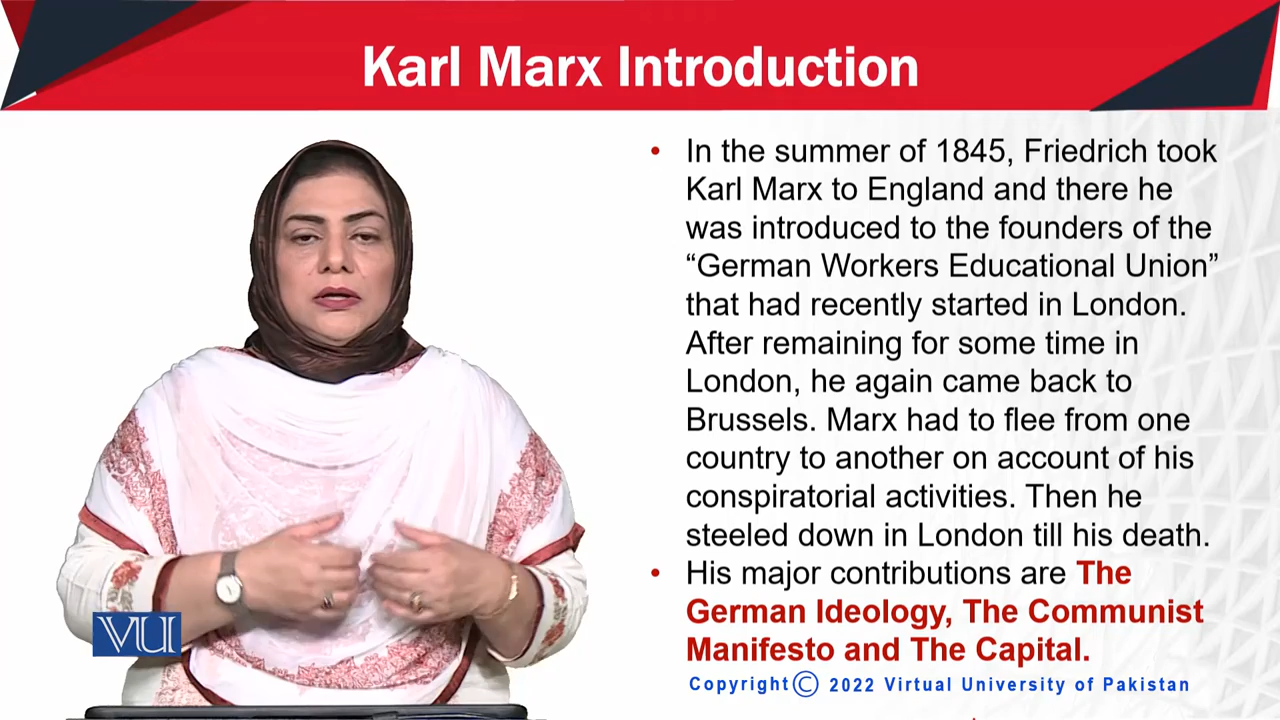 Karl Marx Introduction
• In the summer of 1845, Friedrich took
Karl Marx to England and there he
was introduced to the founders of the
“German Workers Educational Union”
that had recently started in London.
After remaining for some time in
London, he again came back to
Brussels. Marx had to flee from one
country to another on account of his
conspiratorial activities. Then he
steeled down in London till his death.
• His major contributions are The
German Ideology, The Communist
Manifesto and The Capital.
VU
Copyright© 2022 Virtual University of Pakistan